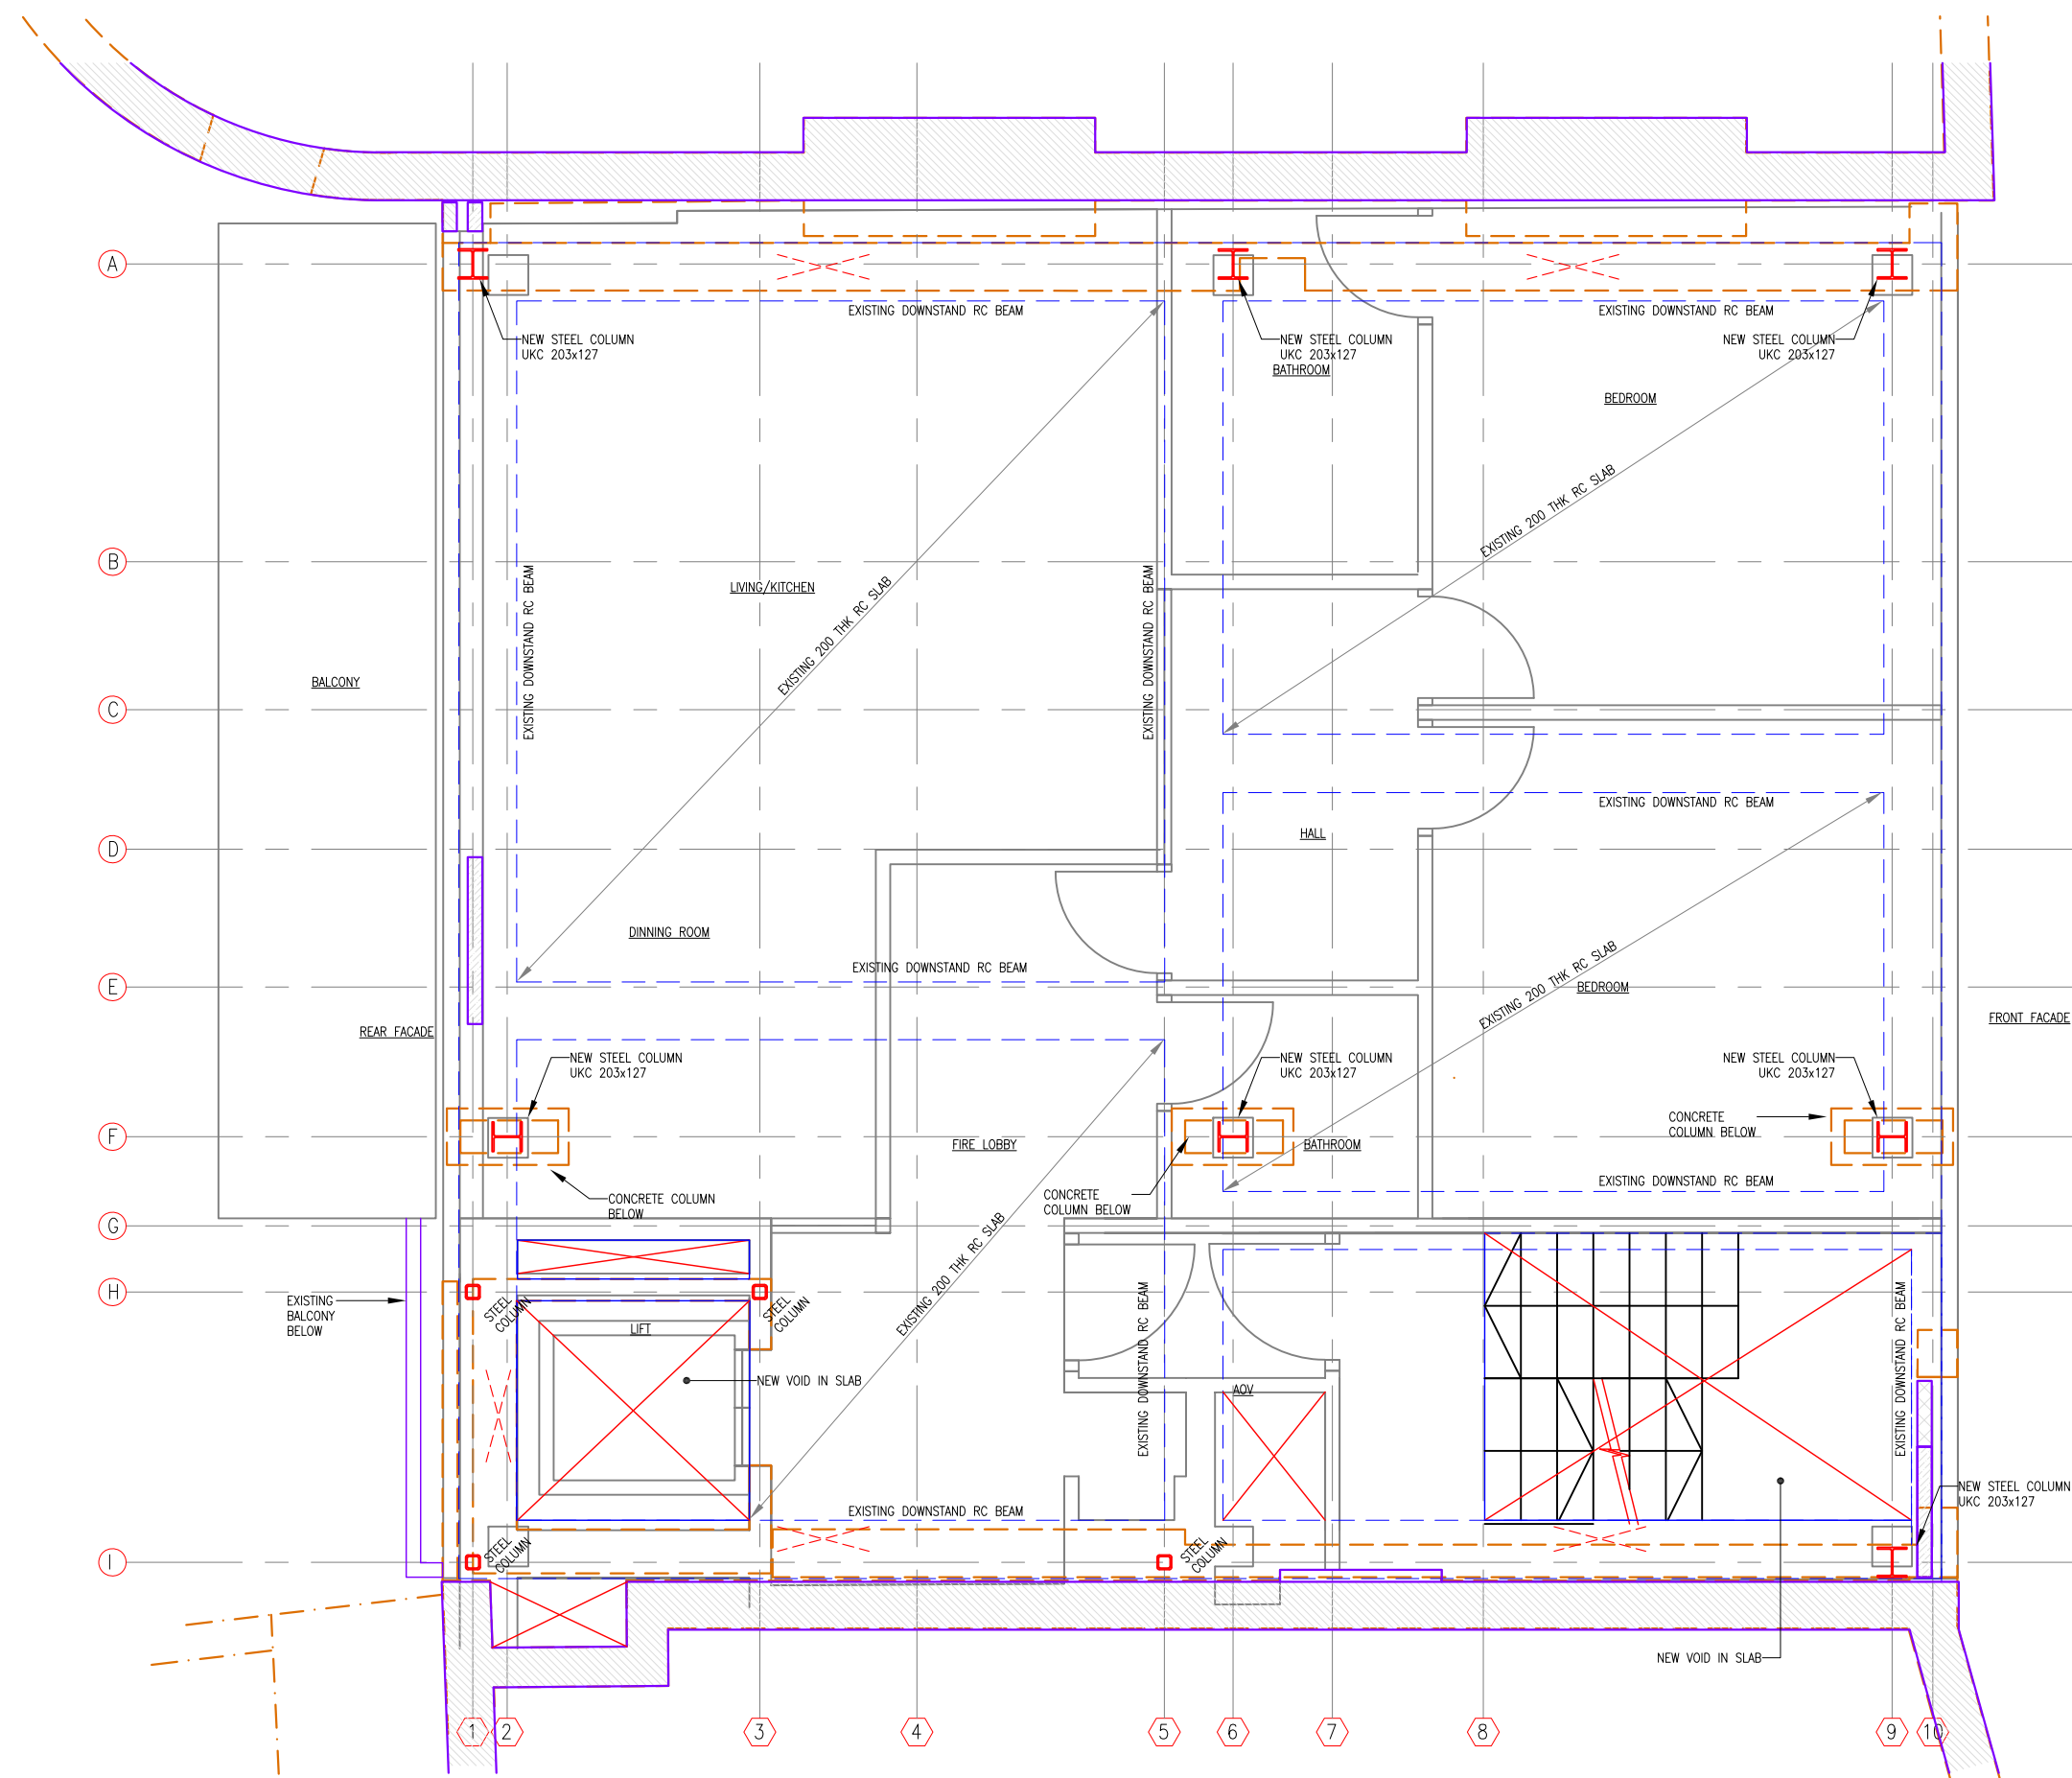 A
EXISTING DOWNSTAND RC BEAM
EXISTING DOWNSTAND RC BEAM
NEW STEEL COLUMN
UKC 203x127
NEW STEEL COLUMN
UKC 203x127
BATHROOM
NEW STEEL COLUMN
UKC 203x127
BEDROOM
EXISTING 200 THK RC SLAB
B
EXISTING DOWNSTAND RC BEAM
LIVING/KITCHEN
EXISTING 200 THK RC SLAB
EXISTING DOWNSTAND RC BEAM
BALCONY
C
EXISTING DOWNSTAND RC BEAM
HALL
D
DINNING ROOM
EXISTING DOWNSTAND RC BEAM
EXISTING 200 THK RC SLAB
E
BEDROOM
REAR FACADE
FRONT FACADE
NEW STEEL COLUMN
UKC 203x127
NEW STEEL COLUMN
UKC 203x127
NEW STEEL COLUMN
UKC 203x127
CONCRETE
COLUMN BELOW
F
FIRE LOBBY
BATHROOM
EXISTING DOWNSTAND RC BEAM
CONCRETE COLUMN
BELOW
CONCRETE
COLUMN BELOW
G
EXISTING 200 THK RC SLAB
H
EXISTING
BALCONY
BELOW
STEEL
COLUMN
STEEL
COLUMN
LIFT
EXISTING DOWNSTAND RC BEAM
EXISTING DOWNSTAND RC BEAM
NEW VOID IN SLAB
AOV
EXISTING DOWNSTAND RC BEAM
NEW STEEL COLUMN
UKC 203x127
I
STEEL
COLUMN
STEEL
COLUMN
NEW VOID IN SLAB
1
2
3
4
5
6
7
8
9
10